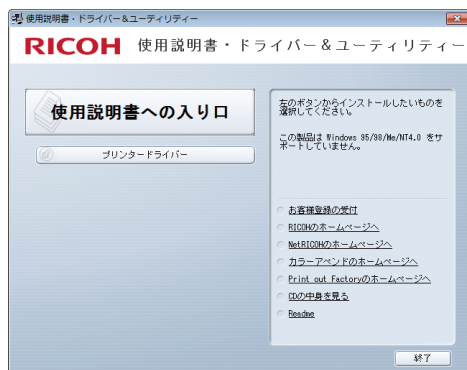 使用説明書・ドライバー&ユーティリティー
RICOH 使用説明書・ドライバー&ユーティリティー
使用説明書への入り口
プリンタードライバー
左のボタンからインストールしたいものを
選択してください。
この製品は Windows 95/98/Me/NT4.0 をサ
ポートしていません。
お客様登録の受付
RICOHのホームページへ
NetRICOHのホームページへ
カラーアペンドのホームページへ
Print out Factoryのホームページへ
CDの中身を見る
Readme
終了